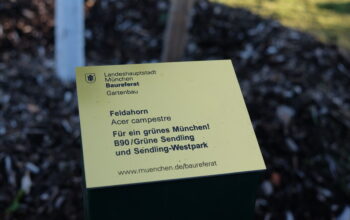 Landeshauptstadt
München
Baureferat
Gartenbau
Feldahorn
Acer campestre
Für ein grünes München!
B90/Grüne Sendling
und Sendling-Westpark
www.muenchen.de/baureferat